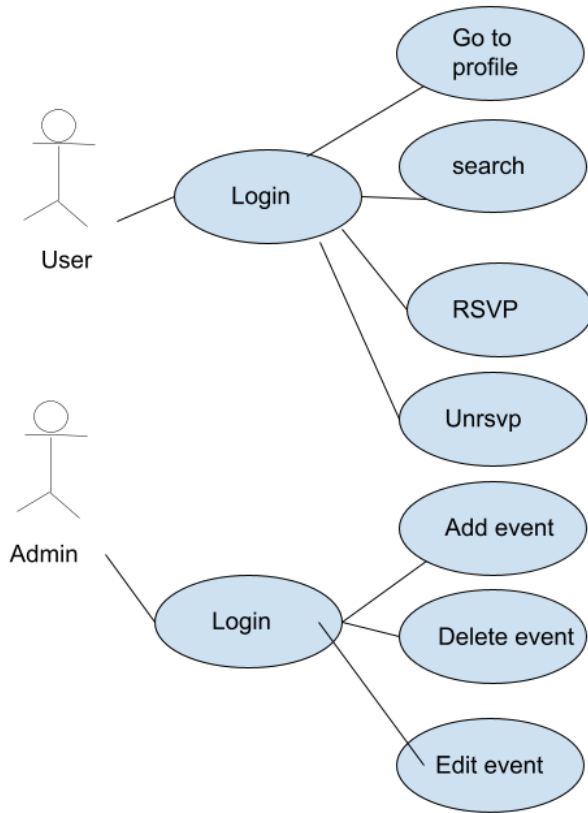 Go to
profile
search
Login
User
RSVP
Unrsvp
Admin
Add event
Login
Delete event
Edit event